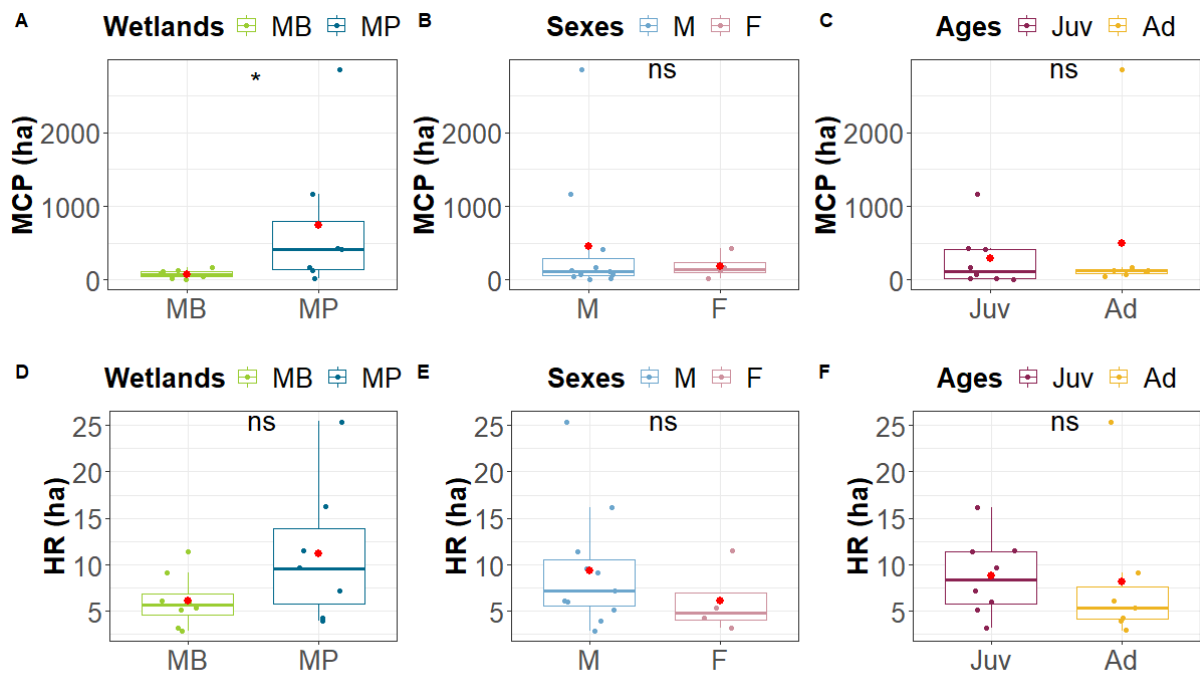 A Wetlands MB MP
*
MCP (ha)
2000
1000
0
MB MP
B Sexes M F
ns
MCP (ha)
2000
1000
0
M F
C Ages Juv Ad
ns
MCP (ha)
2000
1000
0
Juv Ad
D Wetlands MB MP
ns
HR (ha)
25
20
15
10
5
MB MP
E Sexes M F
ns
HR (ha)
25
20
15
10
5
M F
F Ages Juv Ad
ns
HR (ha)
25
20
15
10
5
Juv Ad